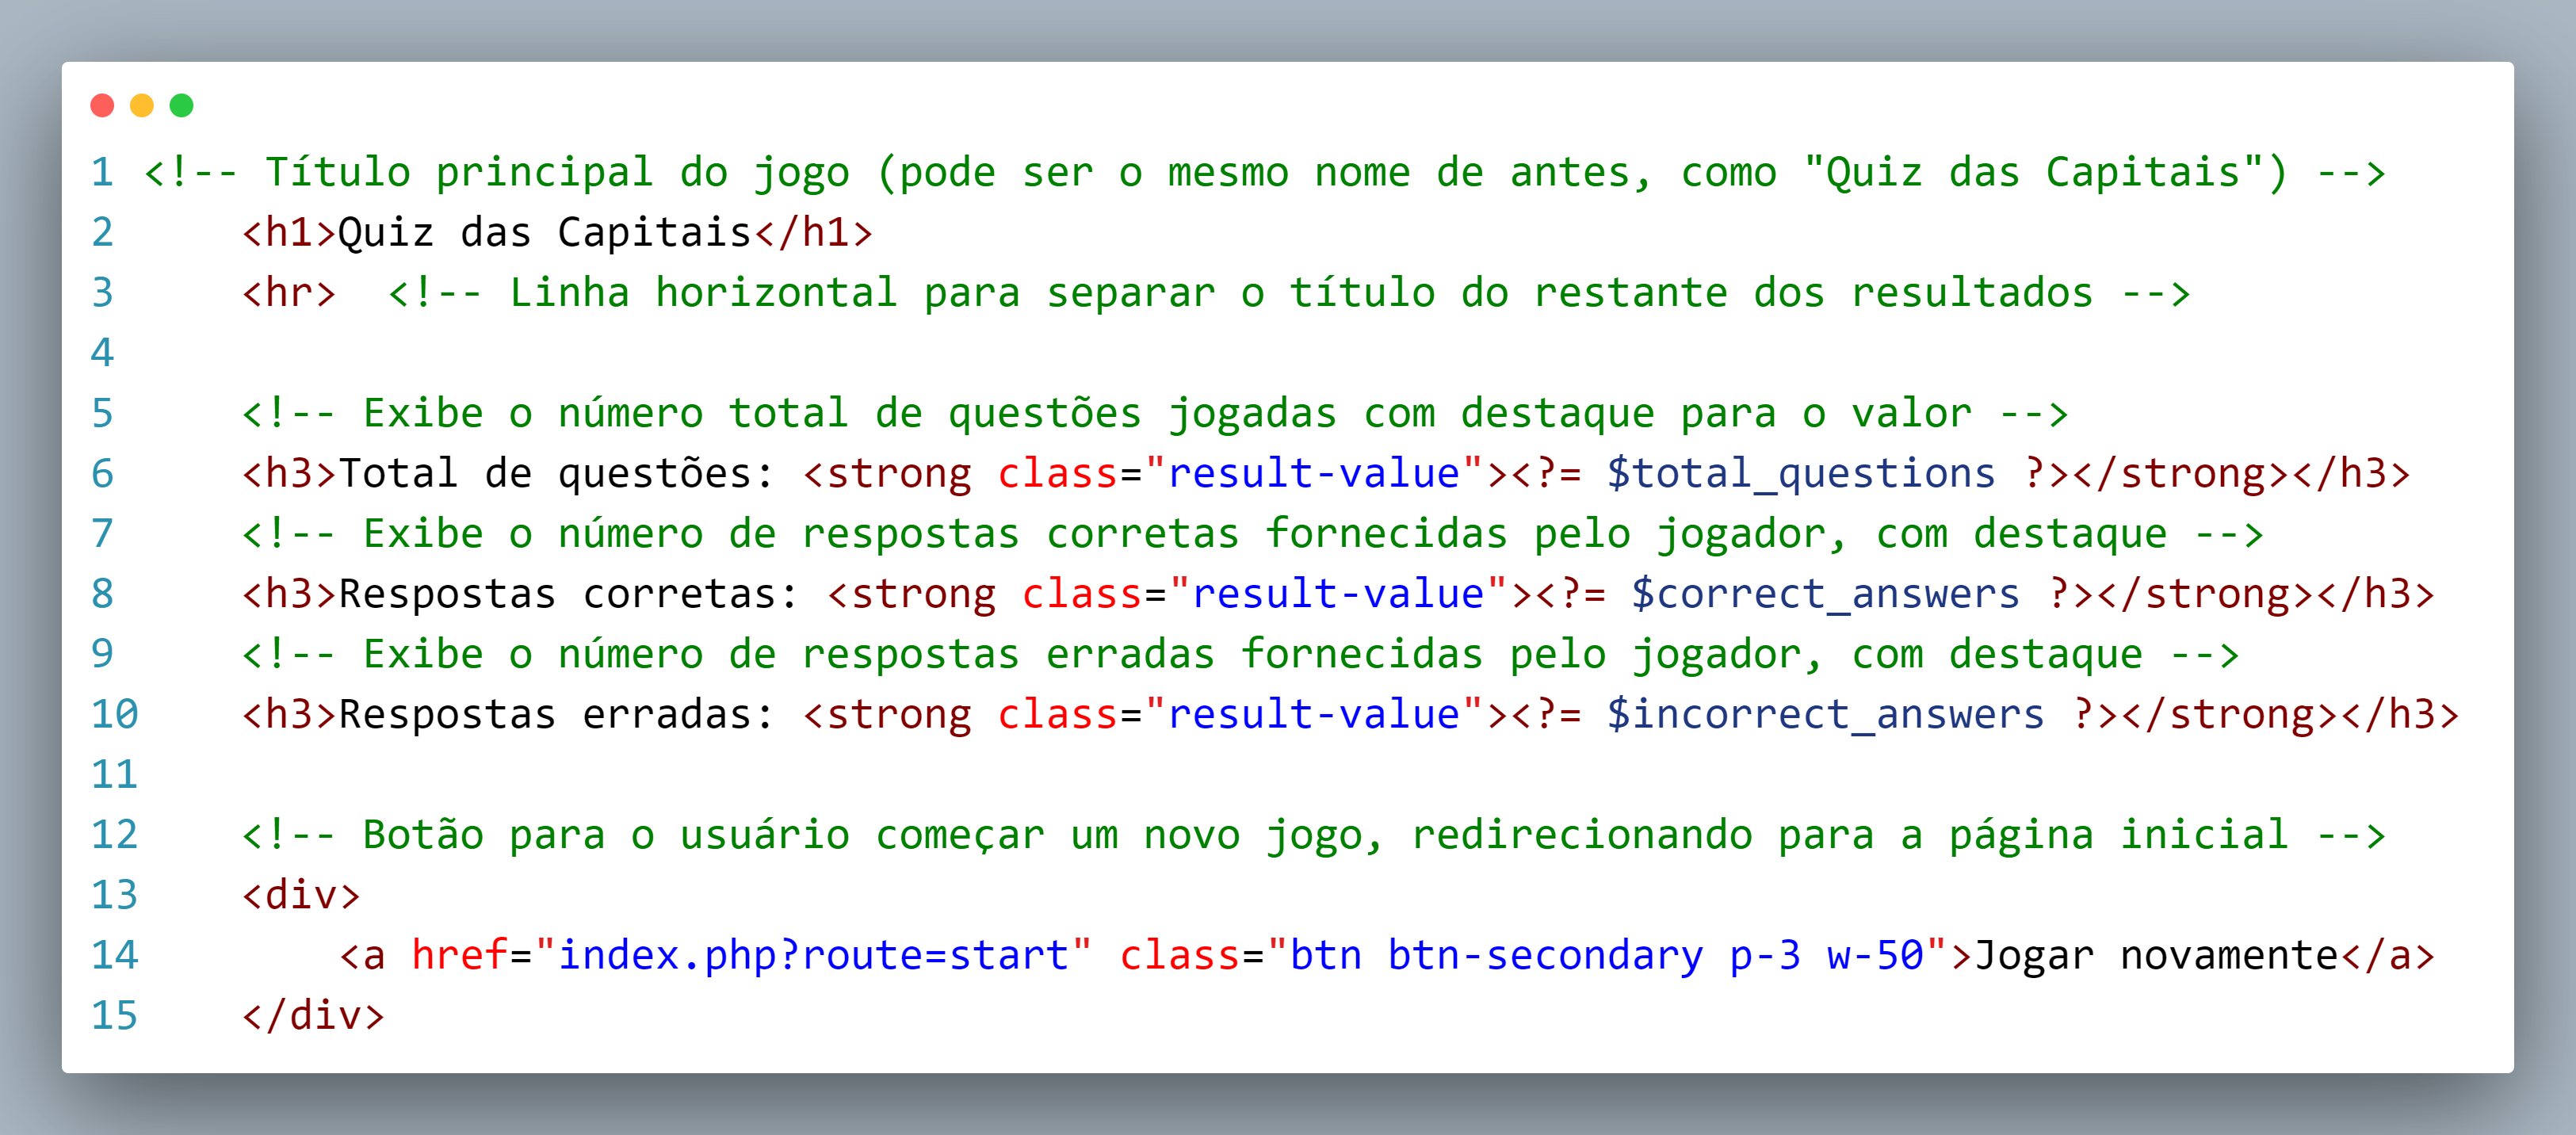 1 <!-- Título principal do jogo (pode ser o mesmo nome de antes, como "Quiz das Capitais") -->
2     <h1>Quiz das Capitais</h1>
3     <hr>  <!-- Linha horizontal para separar o título do restante dos resultados -->
4
5     <!-- Exibe o número total de questões jogadas com destaque para o valor -->
6     <h3>Total de questões: <strong class="result-value"><?= $total_questions ?></strong></h3>
7     <!-- Exibe o número de respostas corretas fornecidas pelo jogador, com destaque -->
8     <h3>Respostas corretas: <strong class="result-value"><?= $correct_answers ?></strong></h3>
9     <!-- Exibe o número de respostas erradas fornecidas pelo jogador, com destaque -->
10    <h3>Respostas erradas: <strong class="result-value"><?= $incorrect_answers ?></strong></h3>
11
12    <!-- Botão para o usuário começar um novo jogo, redirecionando para a página inicial -->
13    <div>
14        <a href="index.php?route=start" class="btn btn-secondary p-3 w-50">Jogar novamente</a>
15    </div>